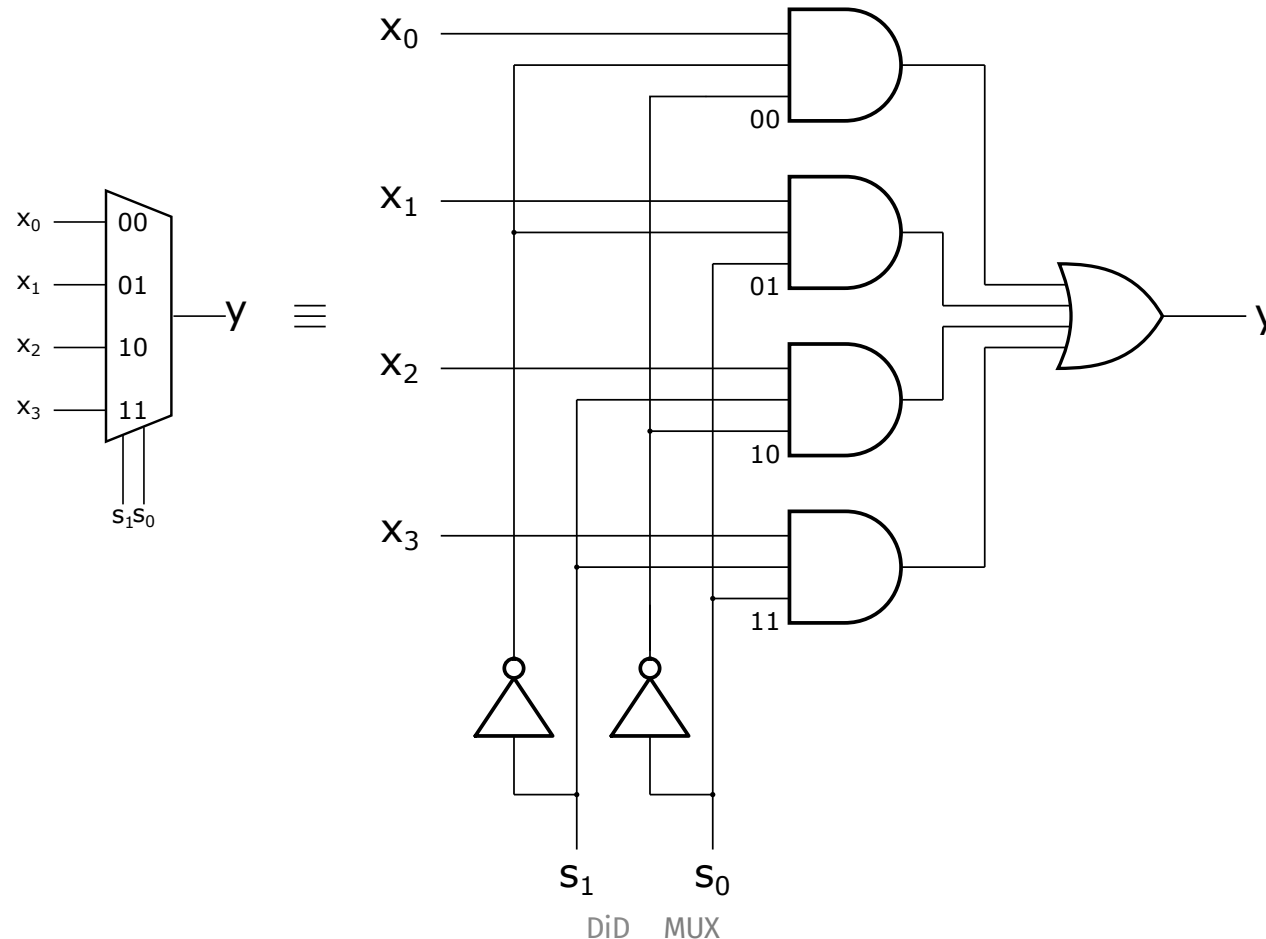 x₀ 00
x₁ 01
x₂ 10
x₃ 11
s₁s₀
y
≡
x₀
00
x₁
01
x₂
10
x₃
11
y
s₁ s₀
DiD MUX